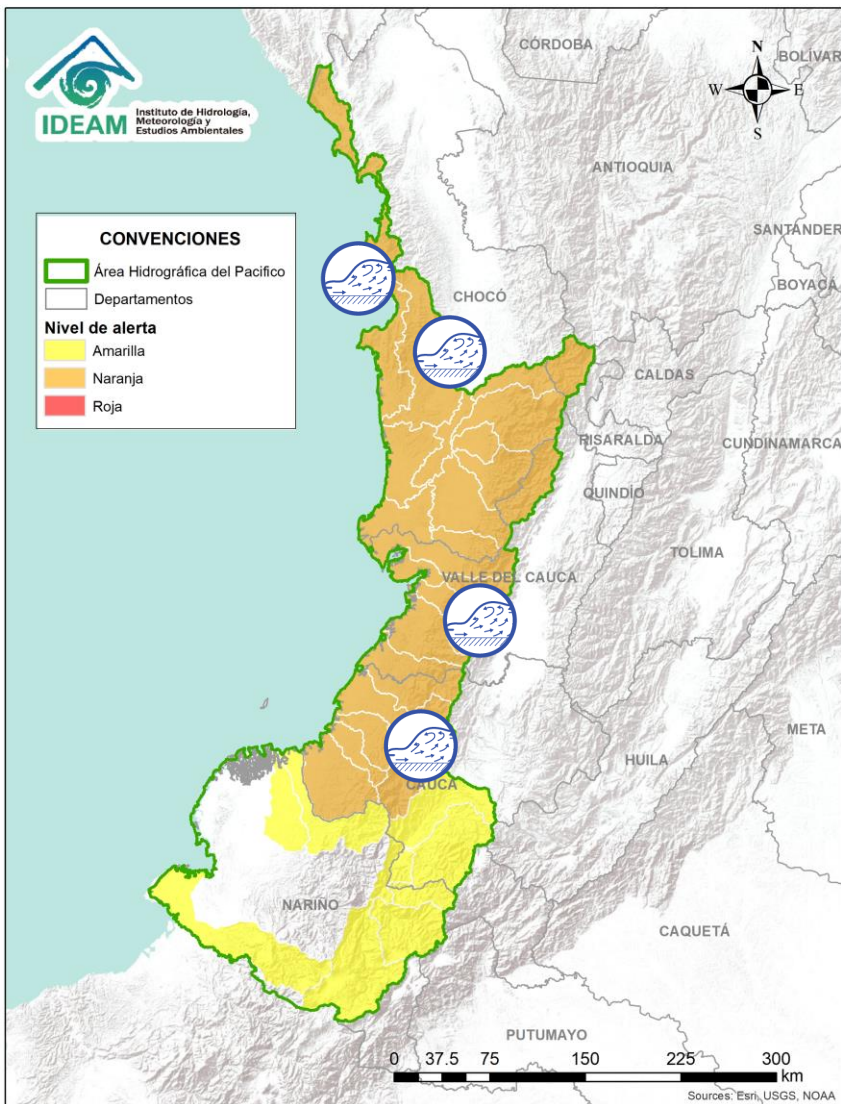 IDEAM
Instituto de Hidrología,
Meteorología y
Estudios Ambientales
CÓRDOBA
BOLÍVAR
N
W
E
S
ANTIOQUIA
SANTANDER
BOYACÁ
CONVENCIONES
Área Hidrográfica del Pacifico
Departamentos
Nivel de alerta
Amarilla
Naranja
Roja
CHOCÓ
CALDAS
RISARALDA
CUNDINAMARCA
QUINDÍO
TOLIMA
VALLE DEL CAUCA
META
HUILA
CAUCA
NARIÑO
CAQUETÁ
PUTUMAYO
0 37.5 75 150 225 300
km
Sources: Esri, USGS, NOAA